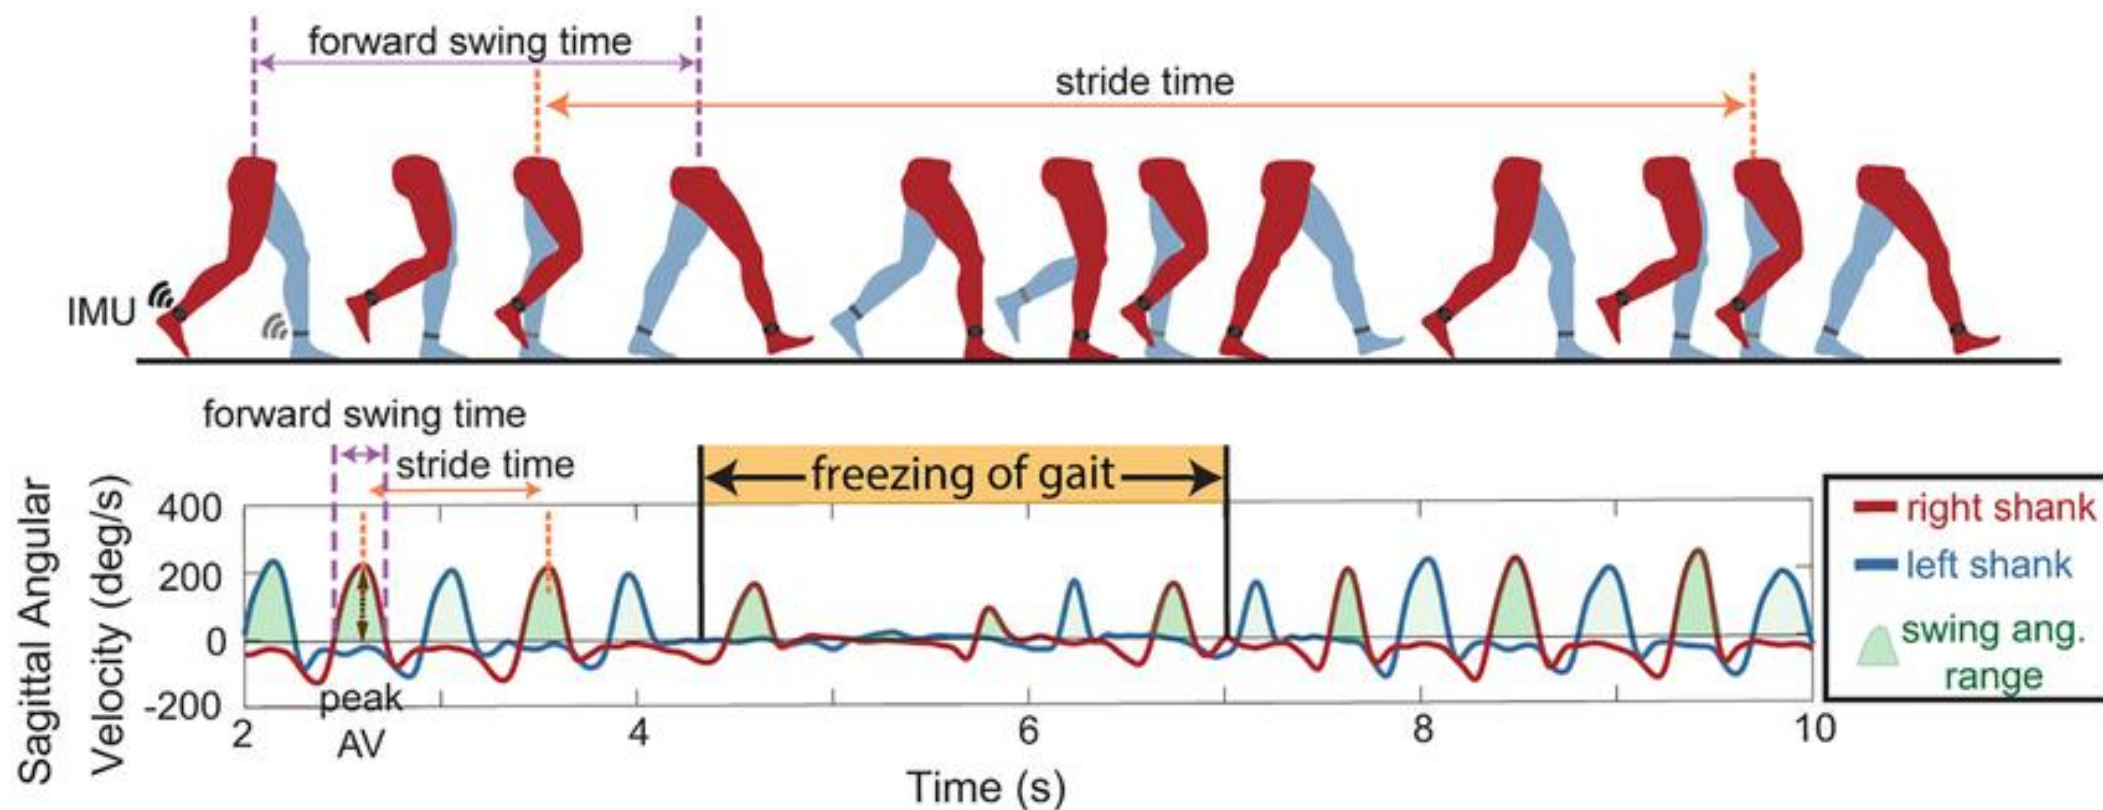 forward swing time
stride time
IMU
forward swing time
stride time
freezing of gait
Sagittal Angular
Velocity (deg/s)
400
200
0
-200
peak
AV
2
4
6
8
10
Time (s)
right shank
left shank
swing ang.
range